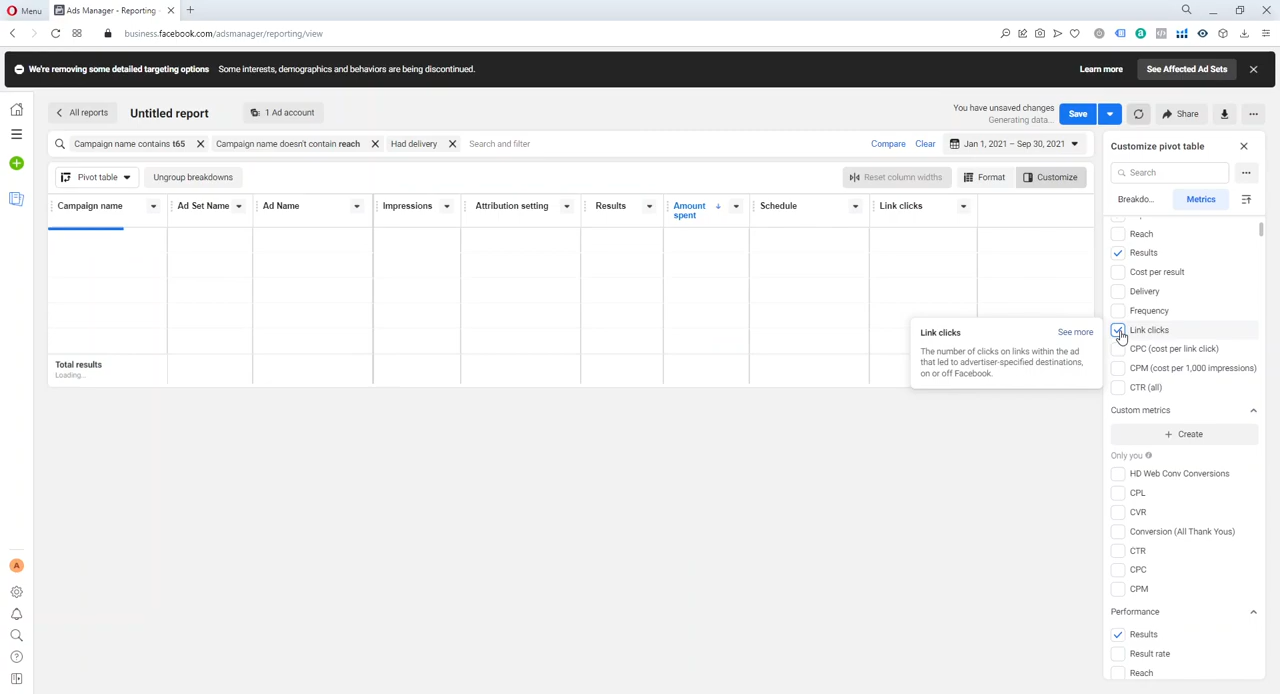 Menu
Ads Manager - Reporting
business.facebook.com/adsmanager/reporting/view
We're removing some detailed targeting options Some interests, demographics and behaviors are being discontinued.
Learn more
See Affected Ad Sets
All reports
Untitled report
1 Ad account
You have unsaved changes
Generating data...
Save
Share
Campaign name contains t65
Campaign name doesn't contain reach
Had delivery
Search and filter
Compare
Clear
Jan 1, 2021 – Sep 30, 2021
Pivot table
Ungroup breakdowns
Reset column widths
Format
Customize
Campaign name
Ad Set Name
Ad Name
Impressions
Attribution setting
Results
Amount
spent
Schedule
Link clicks
Total results
Loading...
Link clicks
See more
The number of clicks on links within the ad
that led to advertiser-specified destinations,
on or off Facebook.
Customize pivot table
Search
Breakdo...
Metrics
Reach
Results
Cost per result
Delivery
Frequency
Link clicks
CPC (cost per link click)
CPM (cost per 1,000 impressions)
CTR (all)
Custom metrics
+ Create
Only you
HD Web Conv Conversions
CPL
CVR
Conversion (All Thank Yous)
CTR
CPC
CPM
Performance
Results
Result rate
Reach
A